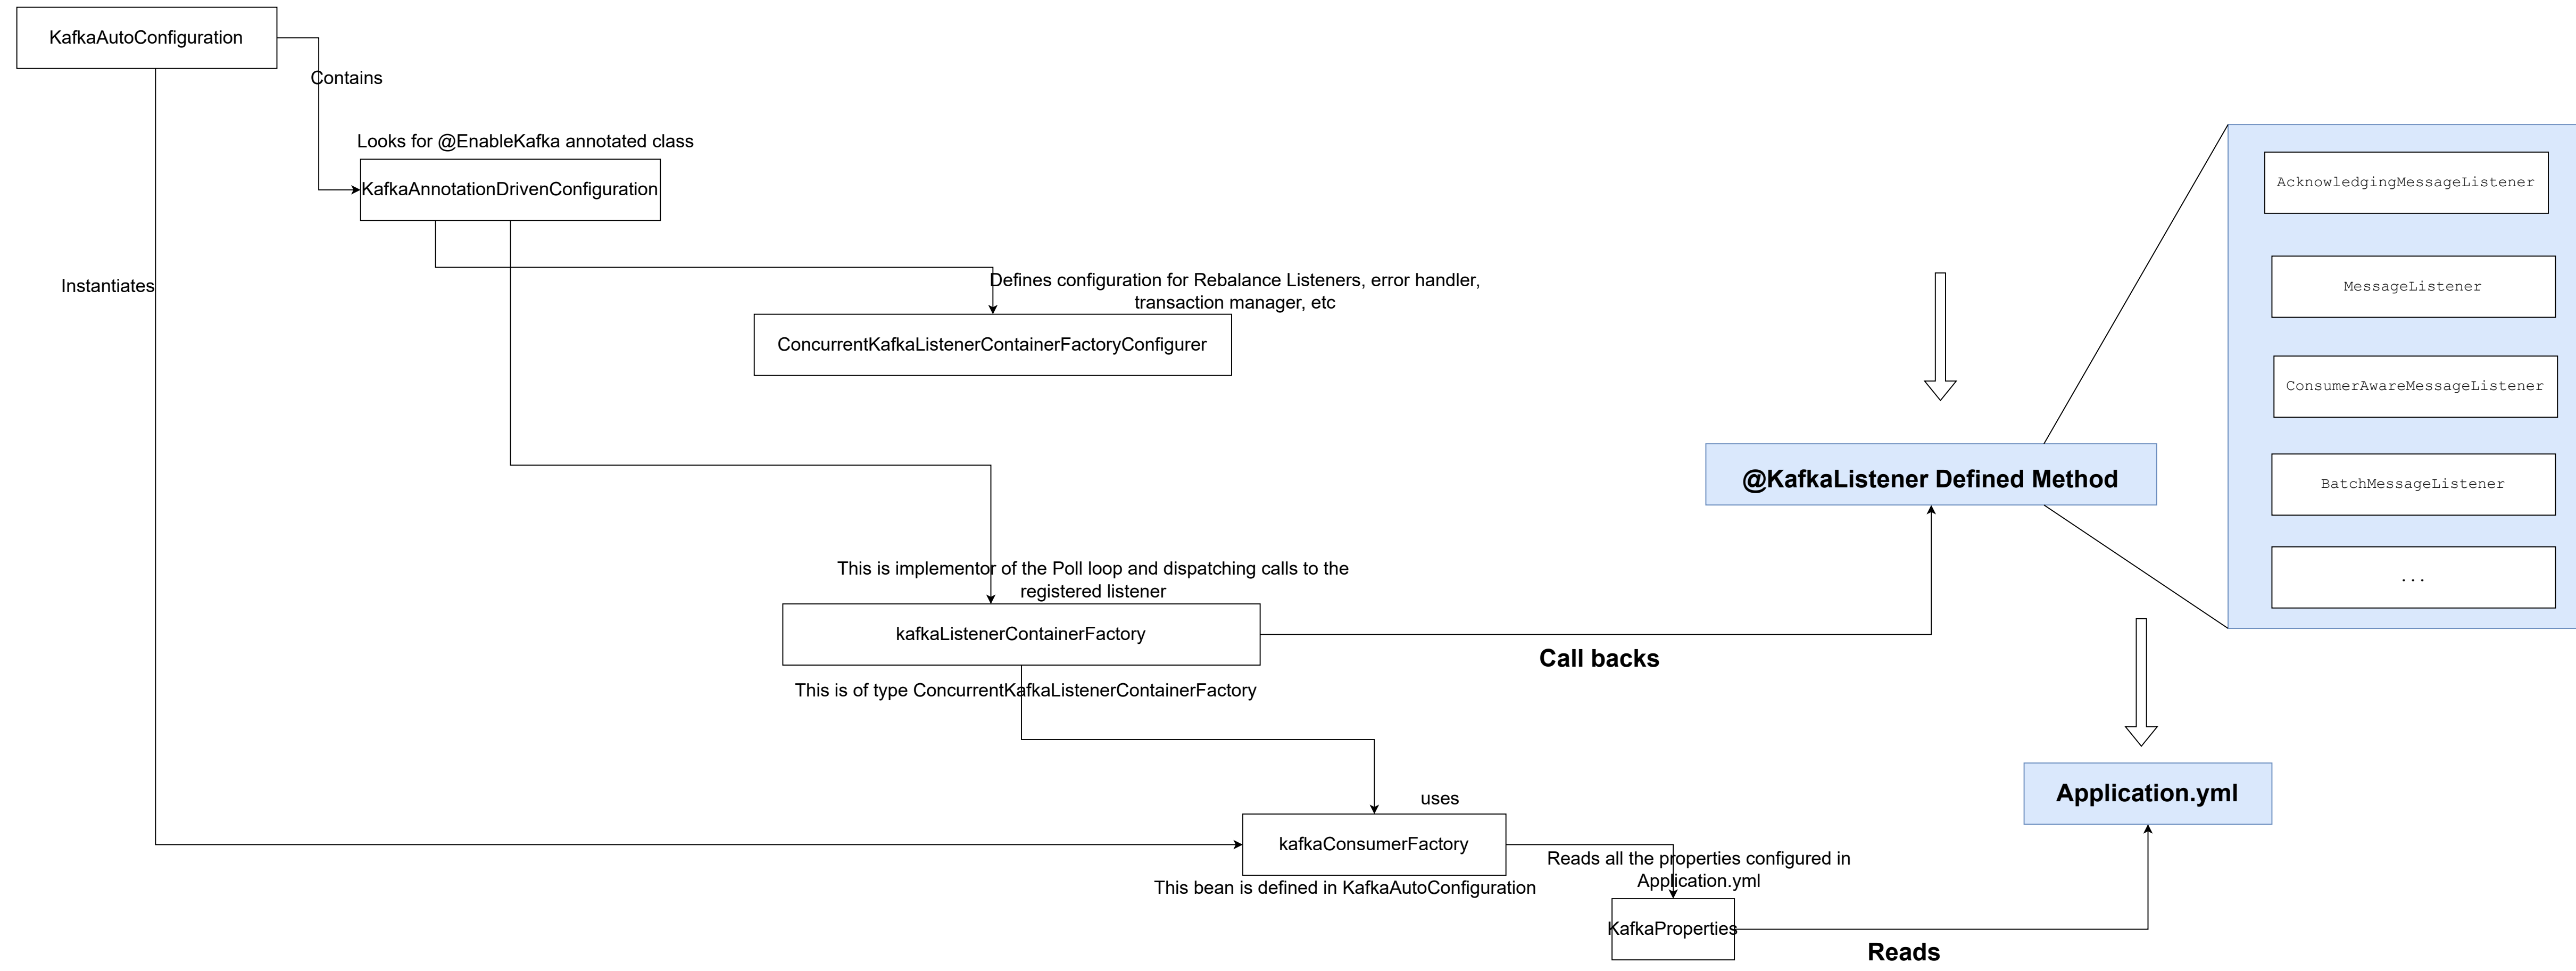 KafkaAutoConfiguration
Contains
Looks for @EnableKafka annotated class
KafkaAnnotationDrivenConfiguration
Instantiates
Defines configuration for Rebalance Listeners, error handler,
transaction manager, etc
ConcurrentKafkaListenerContainerFactoryConfigurer
AcknowledgingMessageListener
MessageListener
ConsumerAwareMessageListener
BatchMessageListener
...
@KafkaListener Defined Method
This is implementor of the Poll loop and dispatching calls to the
registered listener
kafkaListenerContainerFactory
Call backs
This is of type ConcurrentKafkaListenerContainerFactory
Application.yml
uses
kafkaConsumerFactory
This bean is defined in KafkaAutoConfiguration
Reads all the properties configured in
Application.yml
KafkaProperties
Reads